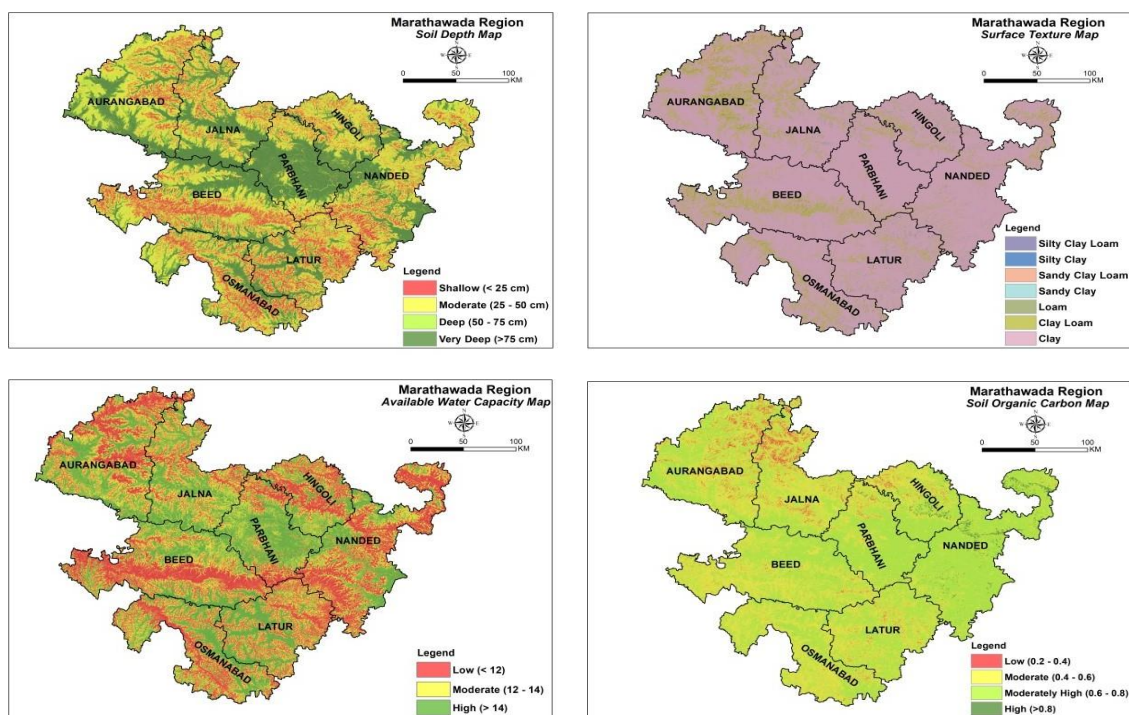 Marathawada Region
Soil Depth Map
N
W E
S
0 50 100
KM
AURANGABAD
JALNA
HINGOLI
PARBHANI
NANDED
BEED
LATUR
OSMANABAD
Legend
Shallow (< 25 cm)
Moderate (25 - 50 cm)
Deep (50 - 75 cm)
Very Deep (>75 cm)
Marathawada Region
Surface Texture Map
N
W E
S
0 50 100
KM
AURANGABAD
JALNA
HINGOLI
PARBHANI
NANDED
BEED
LATUR
OSMANABAD
Legend
Silty Clay Loam
Silty Clay
Sandy Clay Loam
Sandy Clay
Loam
Clay Loam
Clay
Marathawada Region
Available Water Capacity Map
N
W E
S
0 50 100
KM
AURANGABAD
JALNA
HINGOLI
PARBHANI
NANDED
BEED
LATUR
OSMANABAD
Legend
Low (< 12)
Moderate (12 - 14)
High (> 14)
Marathawada Region
Soil Organic Carbon Map
N
W E
S
0 50 100
KM
AURANGABAD
JALNA
HINGOLI
PARBHANI
NANDED
BEED
LATUR
OSMANABAD
Legend
Low (0.2 - 0.4)
Moderate (0.4 - 0.6)
Moderately High (0.6 - 0.8)
High (>0.8)